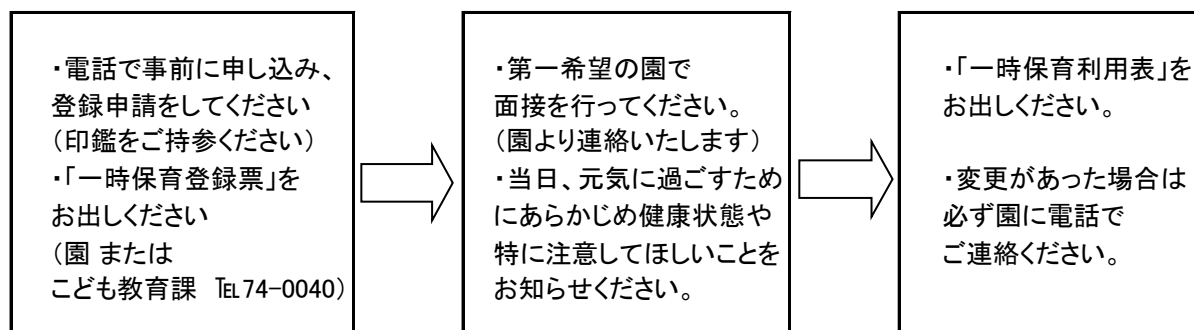 ・電話で事前に申し込み、
登録申請をしてください
(印鑑をご持参ください)
・「一時保育登録票」を
お出しください
(園 または
こども教育課 ℡74-0040)
・第一希望の園で
面接を行ってください。
(園より連絡いたします)
・当日、元気に過ごすため
にあらかじめ健康状態や
特に注意してほしいことを
お知らせください。
・「一時保育利用表」を
お出しください。
・変更があった場合は
必ず園に電話で
ご連絡ください。